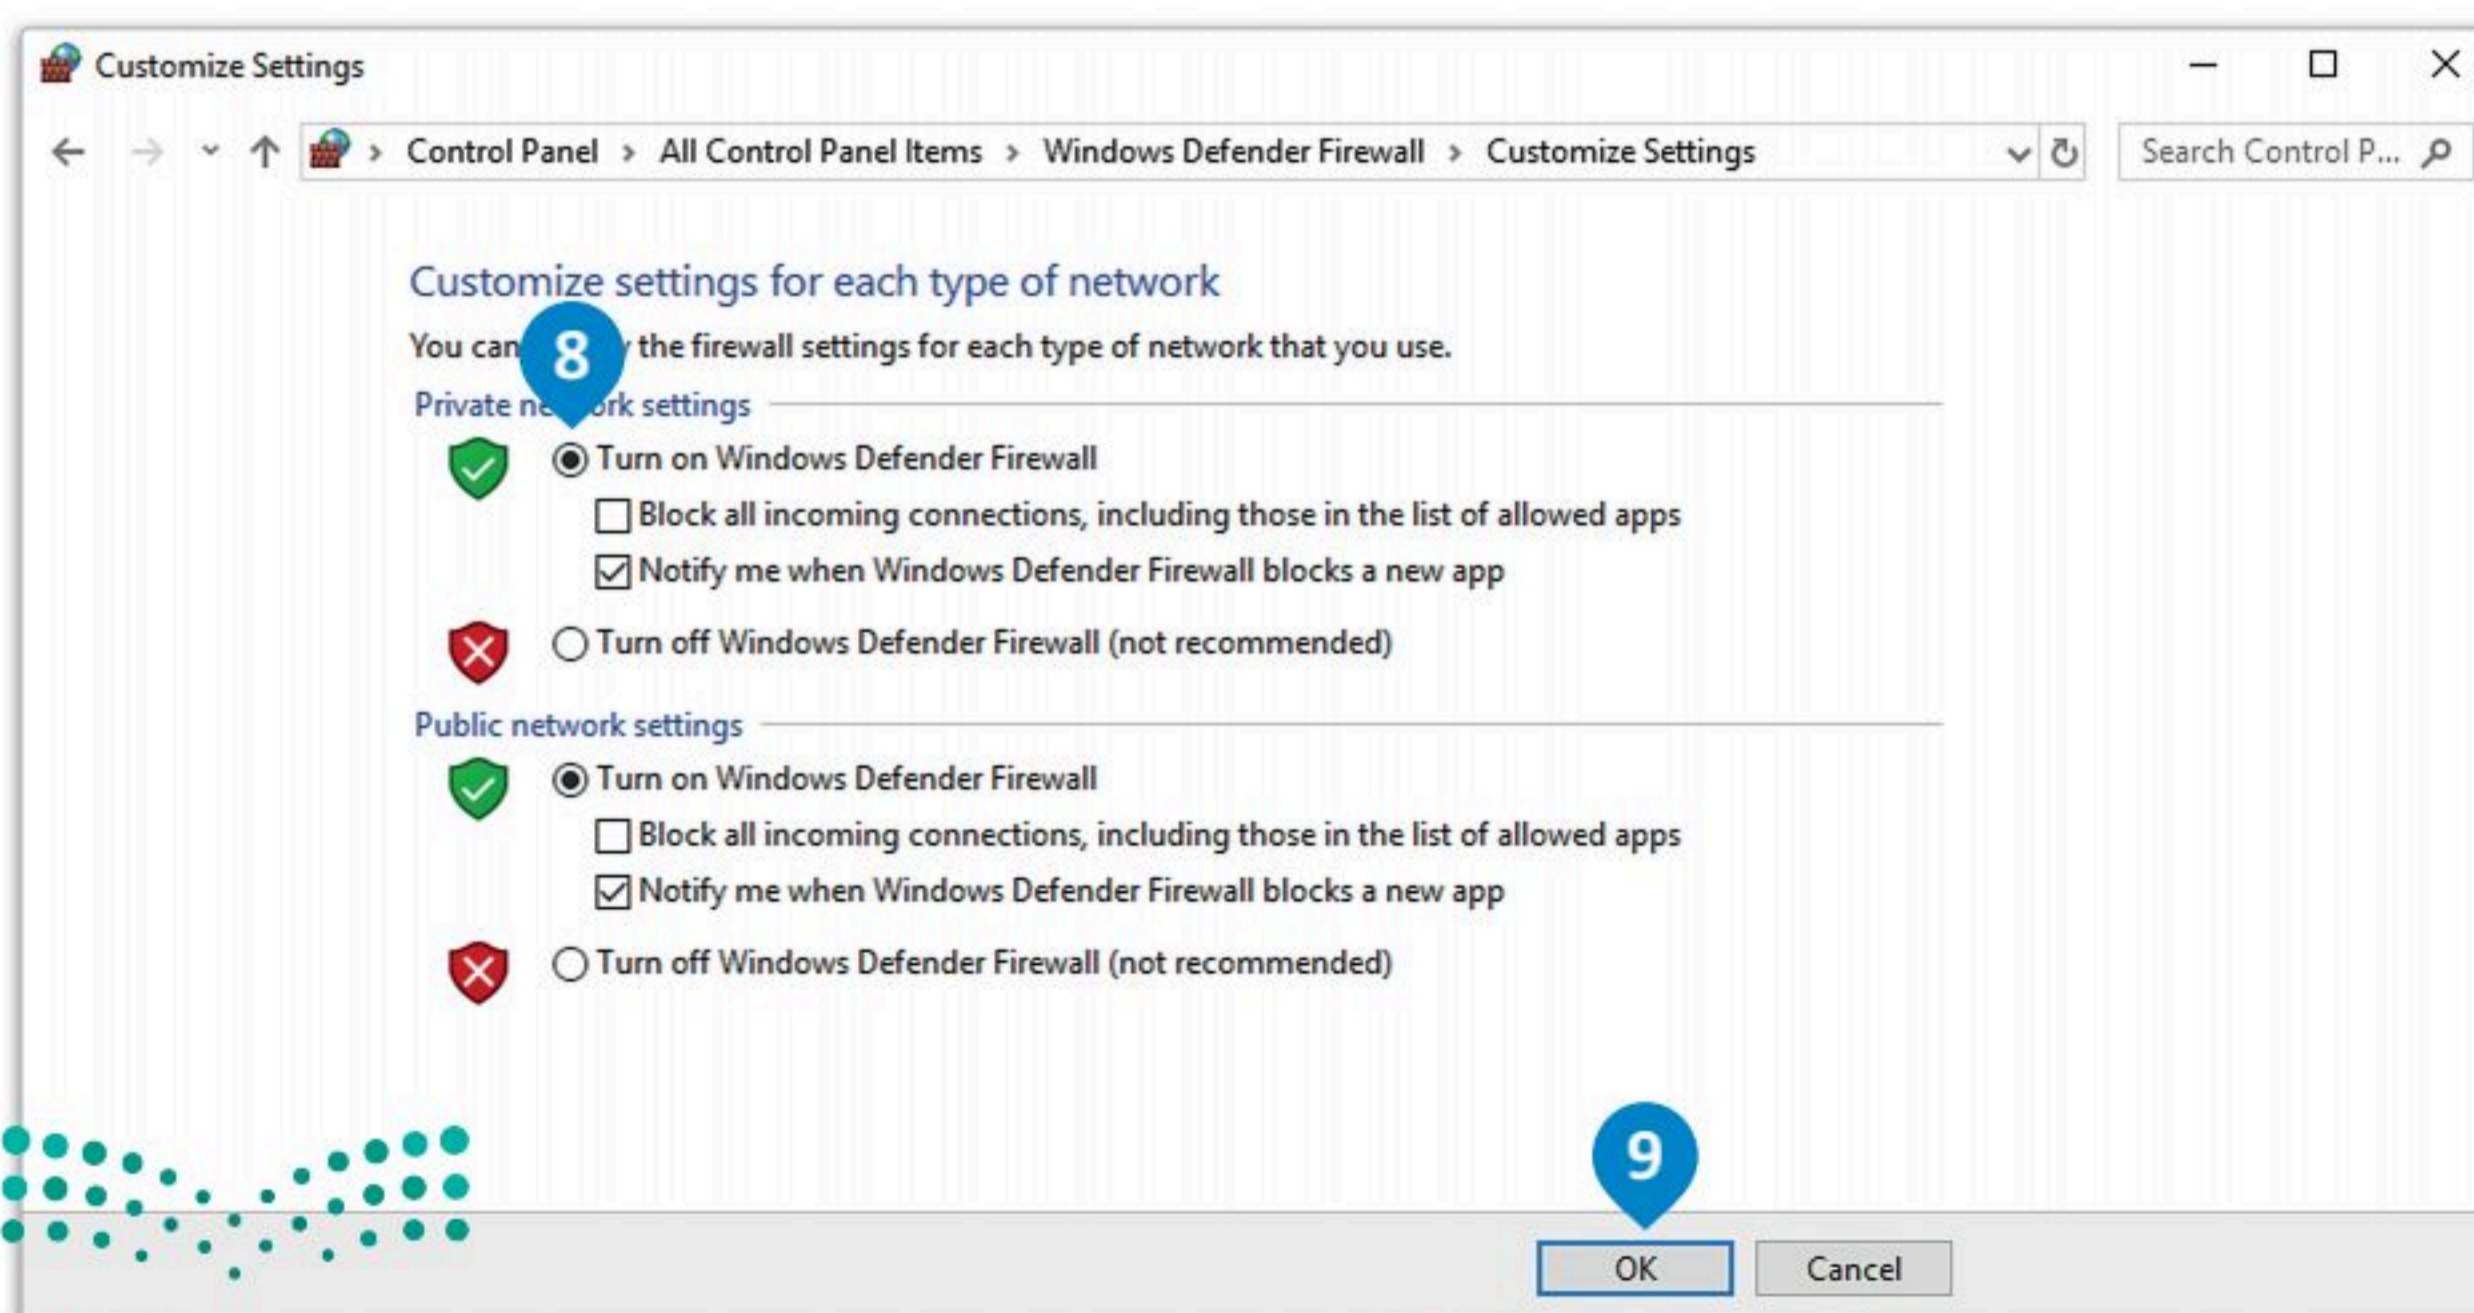 Customize Settings
Control Panel > All Control Panel Items > Windows Defender Firewall > Customize Settings
Search Control P...
Customize settings for each type of network
You can 8 the firewall settings for each type of network that you use.
Private network settings
Turn on Windows Defender Firewall
Block all incoming connections, including those in the list of allowed apps
Notify me when Windows Defender Firewall blocks a new app
Turn off Windows Defender Firewall (not recommended)
Public network settings
Turn on Windows Defender Firewall
Block all incoming connections, including those in the list of allowed apps
Notify me when Windows Defender Firewall blocks a new app
Turn off Windows Defender Firewall (not recommended)
9
OK
Cancel